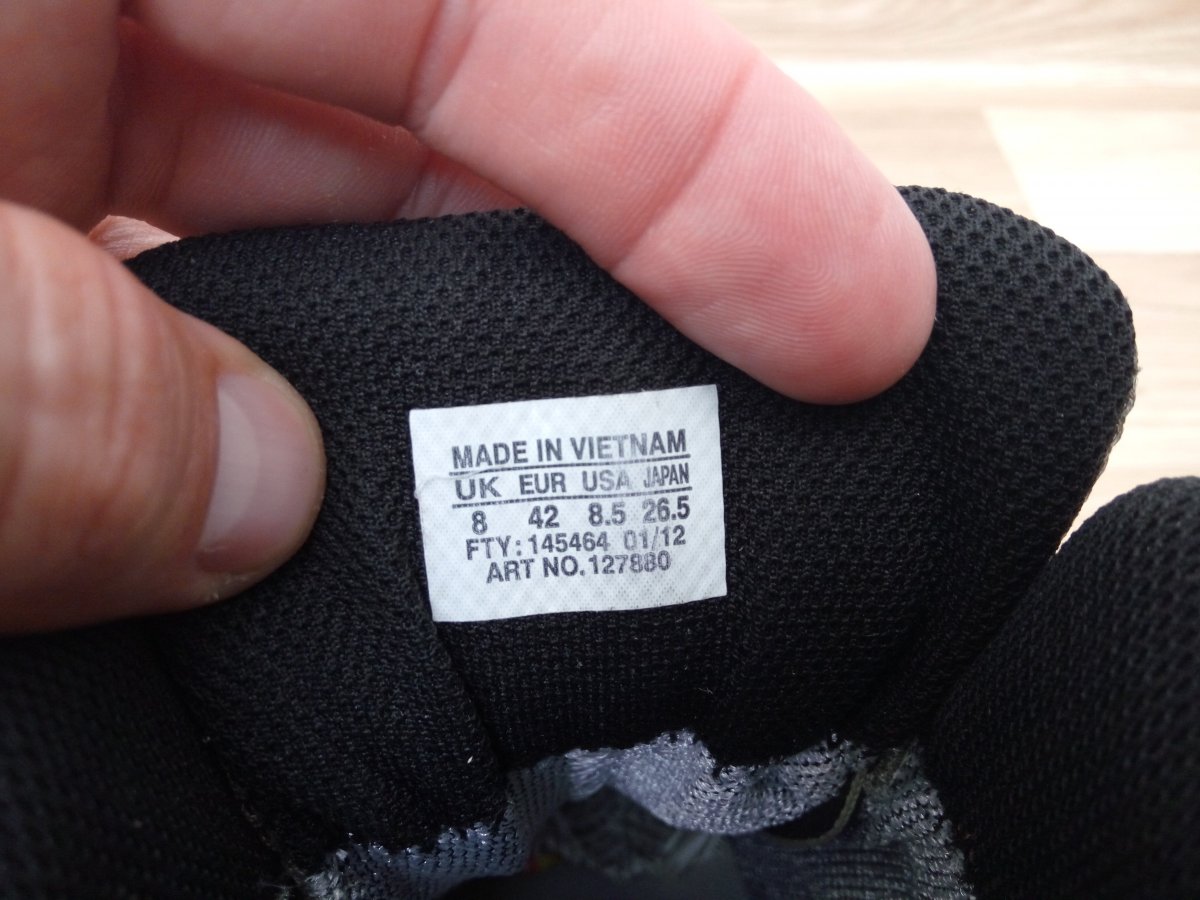 MADE IN VIETNAM
UK EUR USA JAPAN
8 42 8.5 26.5
FTY: 145464 01/12
ART NO. 127880